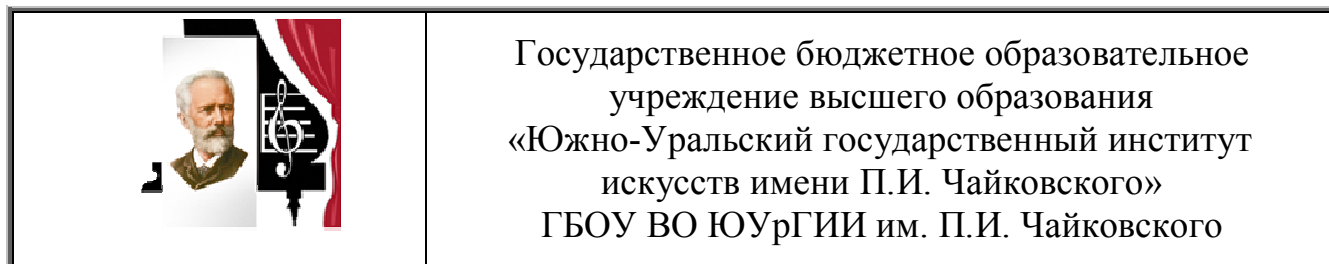 Государственное бюджетное образовательное
учреждение высшего образования
«Южно-Уральский государственный институт
искусств имени П.И. Чайковского»
ГБОУ ВО ЮУрГИИ им. П.И. Чайковского